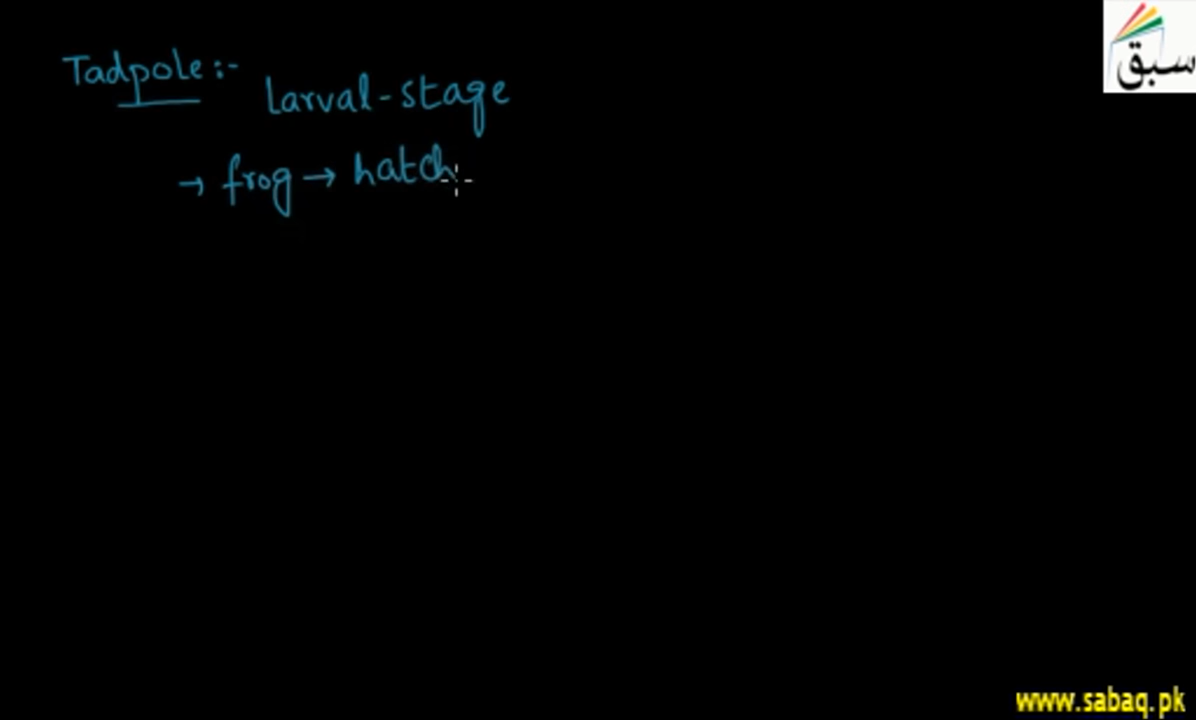 Tadpole:-
Larval-stage
→ frog → hatch
سبق
www.sabaq.pk